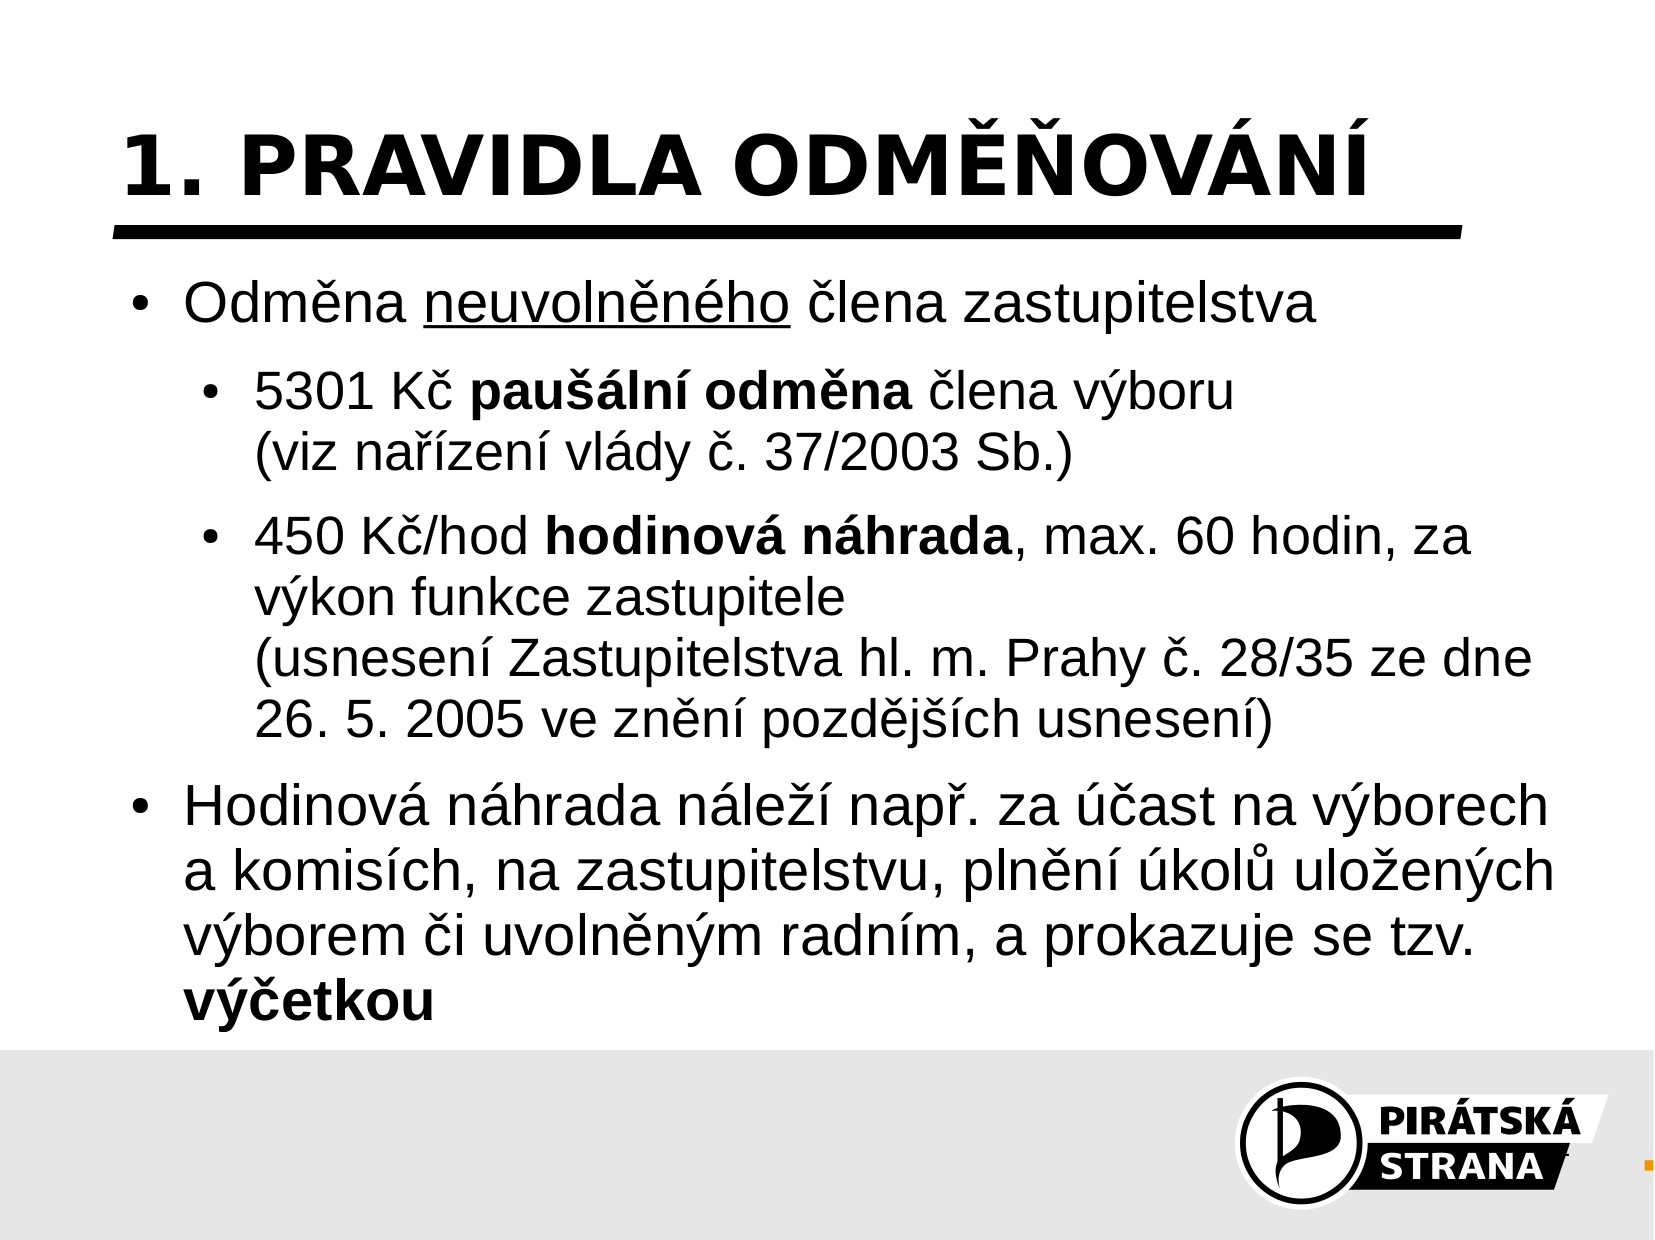 1. PRAVIDLA ODMĚŇOVÁNÍ
• Odměna neuvolněného člena zastupitelstva
• 5301 Kč paušální odměna člena výboru
(viz nařízení vlády č. 37/2003 Sb.)
• 450 Kč/hod hodinová náhrada, max. 60 hodin, za
výkon funkce zastupitele
(usnesení Zastupitelstva hl. m. Prahy č. 28/35 ze dne
26. 5. 2005 ve znění pozdějších usnesení)
• Hodinová náhrada náleží např. za účast na výborech
a komisích, na zastupitelstvu, plnění úkolů uložených
výborem či uvolněným radním, a prokazuje se tzv.
výčetkou
PIRÁTSKÁ
STRANA